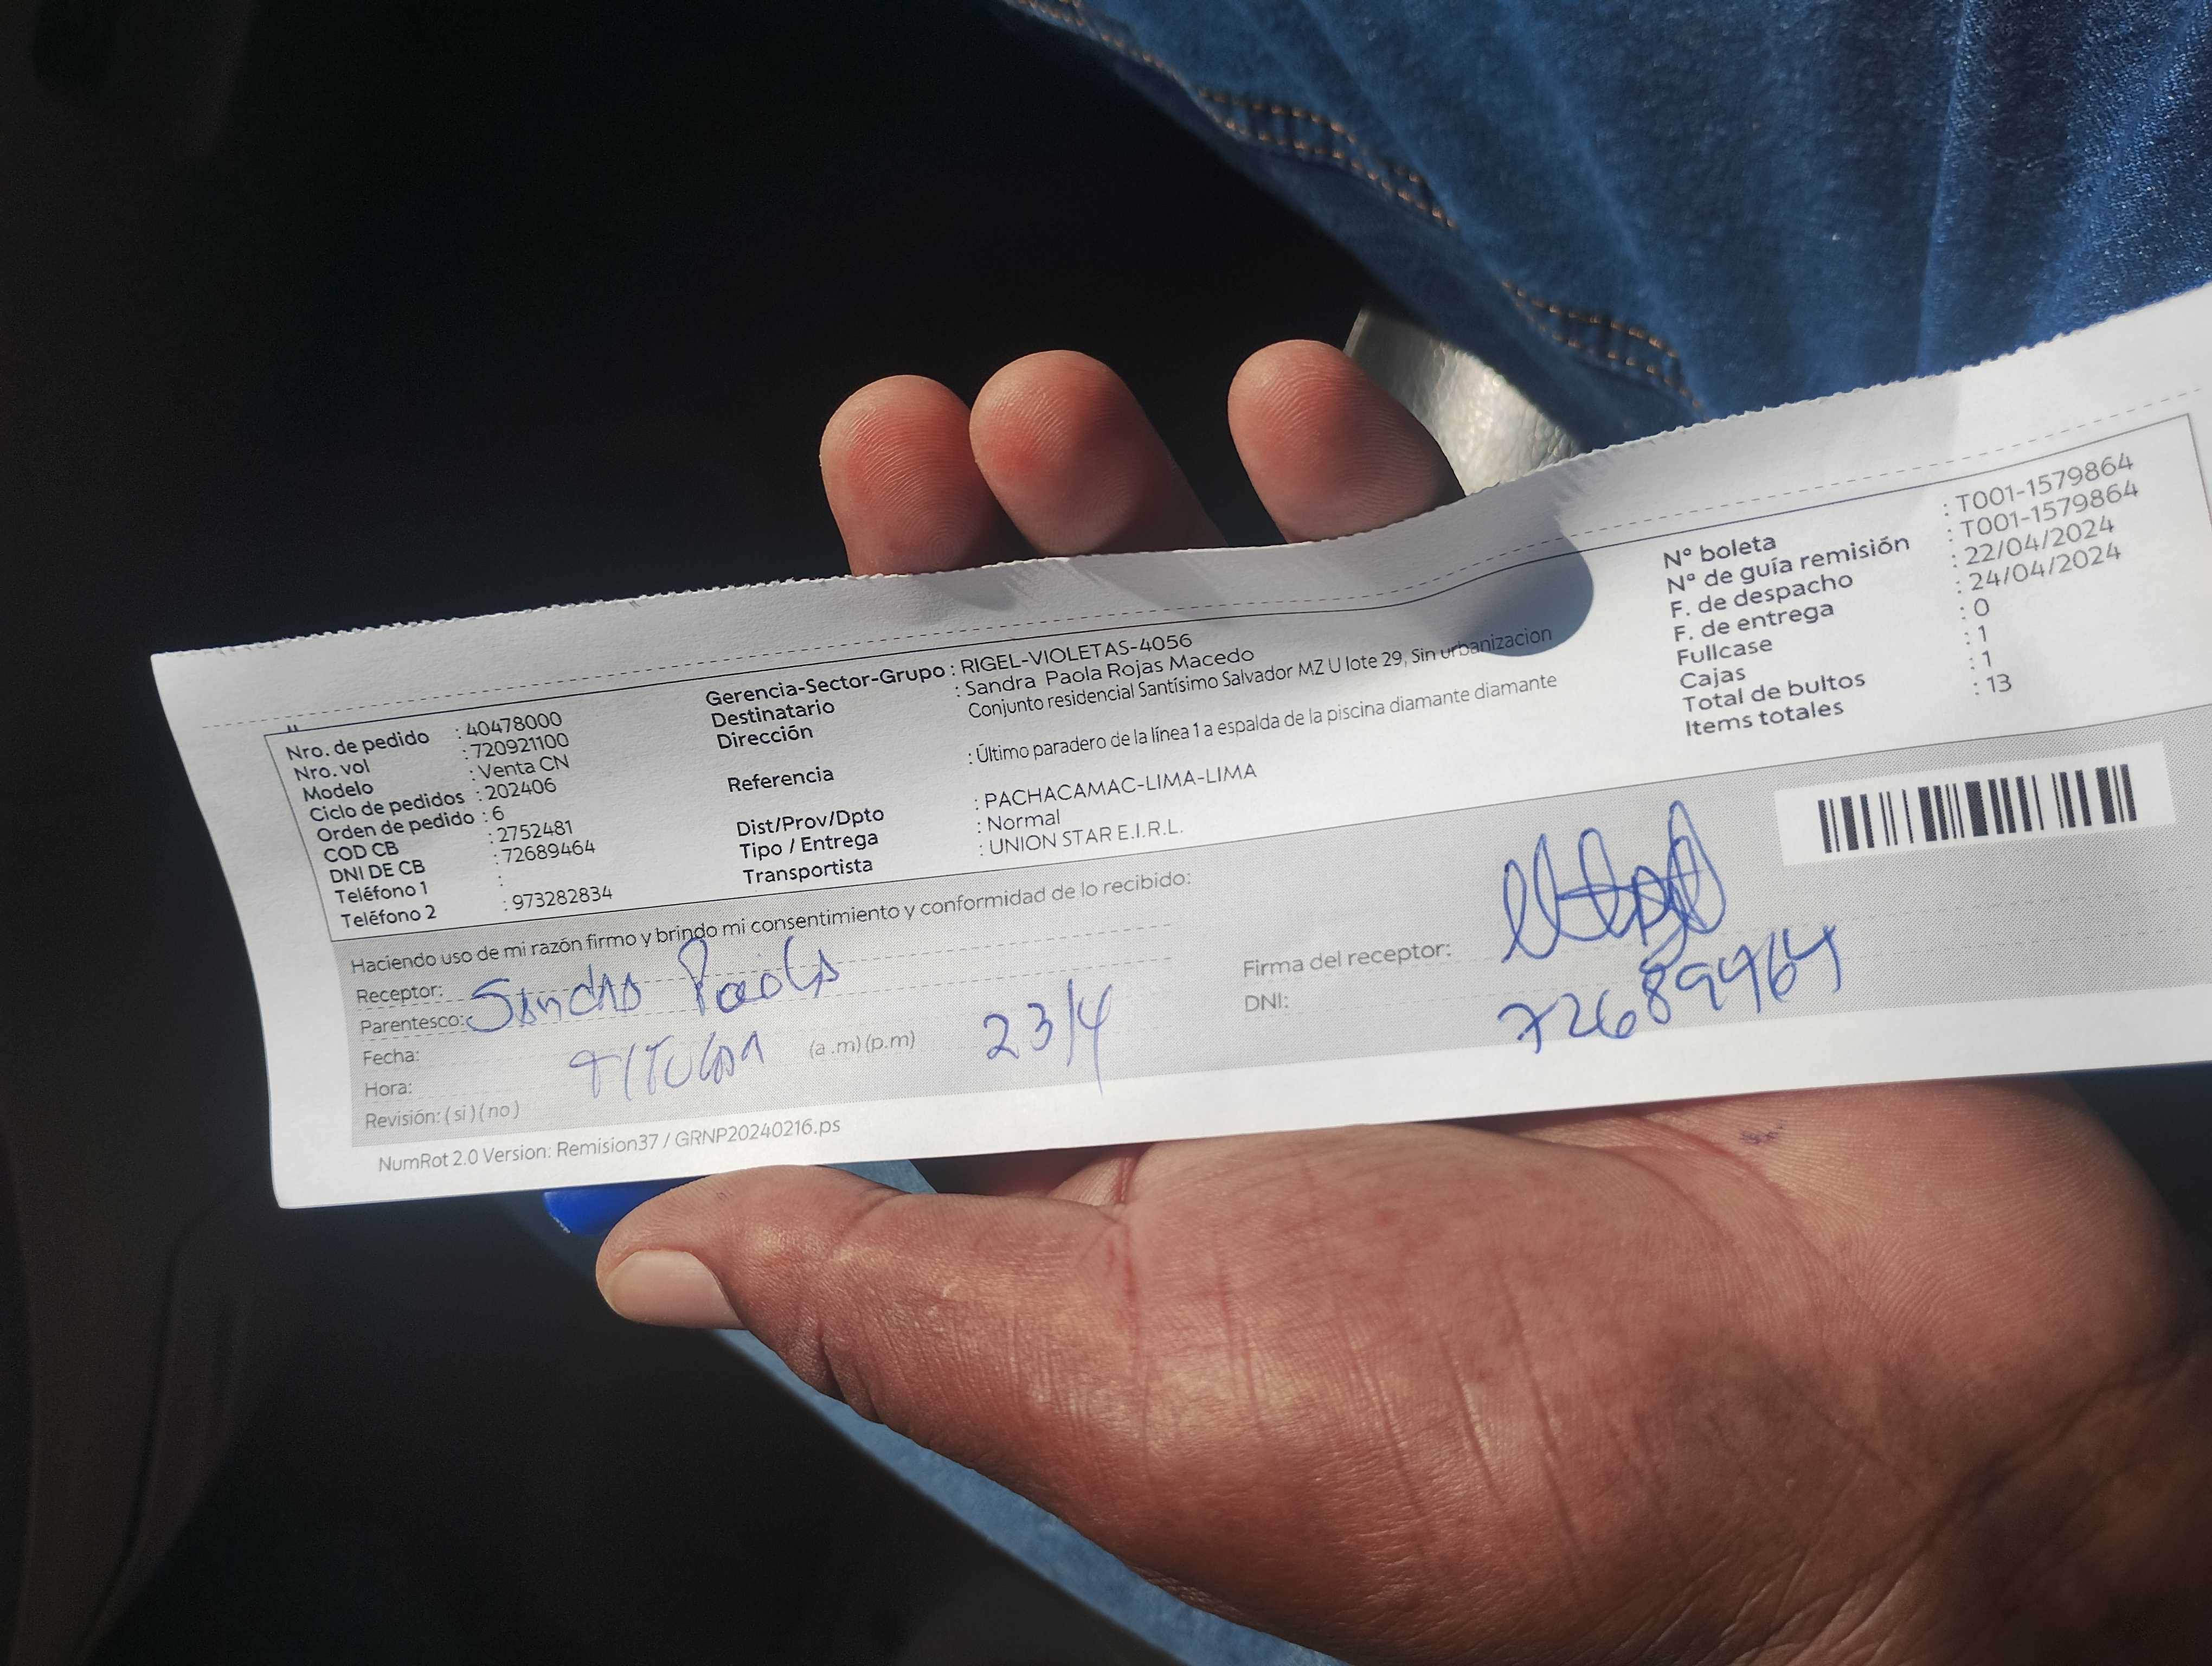 Nro. de pedido : 40478000
Nro. vol : 720921100
Modelo : Venta CN
Ciclo de pedidos : 202406
Orden de pedido : 6
COD CB : 2752481
DNI DE CB : 72689464
Teléfono 1 :
Teléfono 2 : 973282834
Gerencia-Sector-Grupo : RIGEL-VIOLETAS-4056
Destinatario : Sandra Paola Rojas Macedo
Dirección Conjunto residencial Santísimo Salvador MZ U lote 29, Sin urbanizacion
Referencia : Último paradero de la línea 1 a espalda de la piscina diamante diamante
Dist/Prov/Dpto : PACHACAMAC-LIMA-LIMA
Tipo / Entrega : Normal
Transportista : UNION STAR E.I.R.L.
Nº boleta : T001-1579864
Nº de guía remisión : T001-1579864
F. de despacho : 22/04/2024
F. de entrega : 24/04/2024
Fullcase : 0
Cajas : 1
Total de bultos : 1
Items totales : 13
Haciendo uso de mi razón firmo y brindo mi consentimiento y conformidad de lo recibido:
Receptor: Sandra Paola
Parentesco:
Fecha: Titular 23/4
Hora: (a .m) (p.m)
Revisión: ( si ) ( no )
Firma del receptor:
DNI: 72689464
NumRot 2.0 Version: Remision37 / GRNP20240216.ps